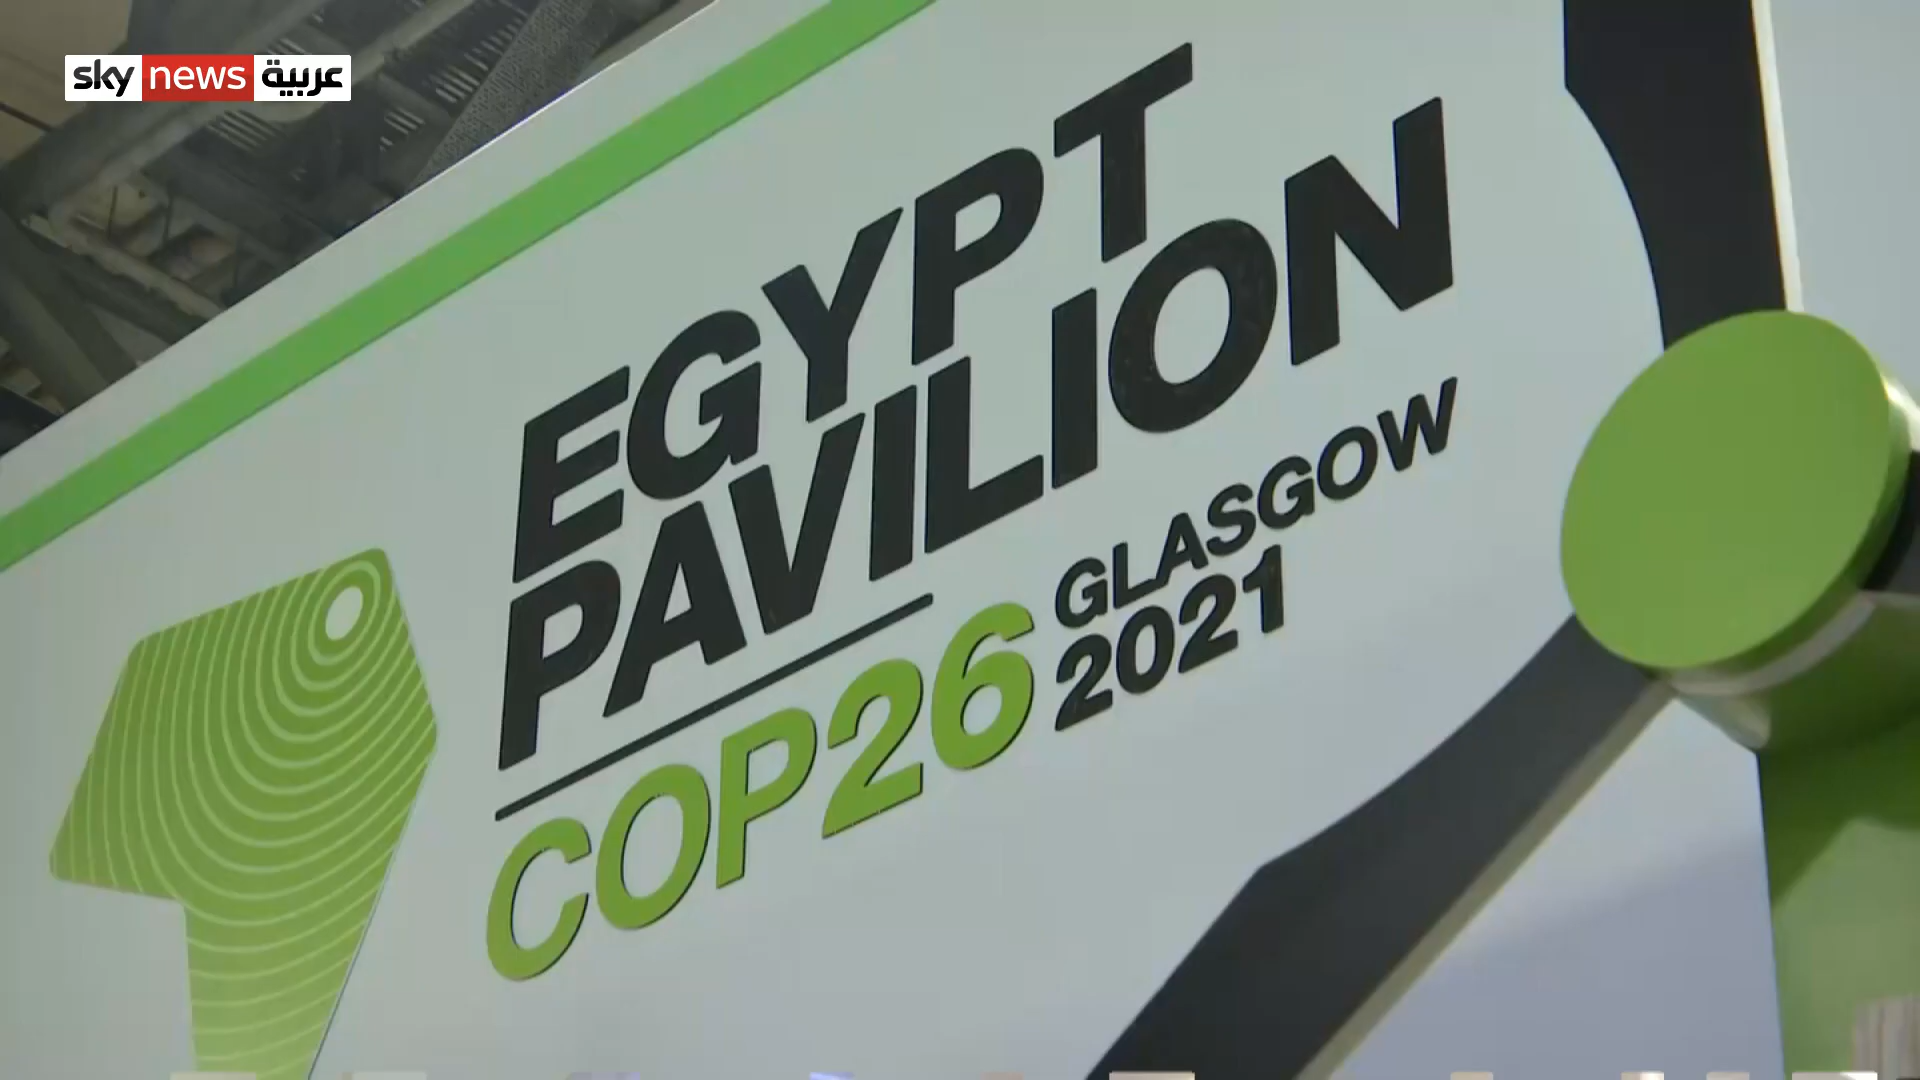 sky news عربية
EGYPT
PAVILION
COP26
GLASGOW
2021